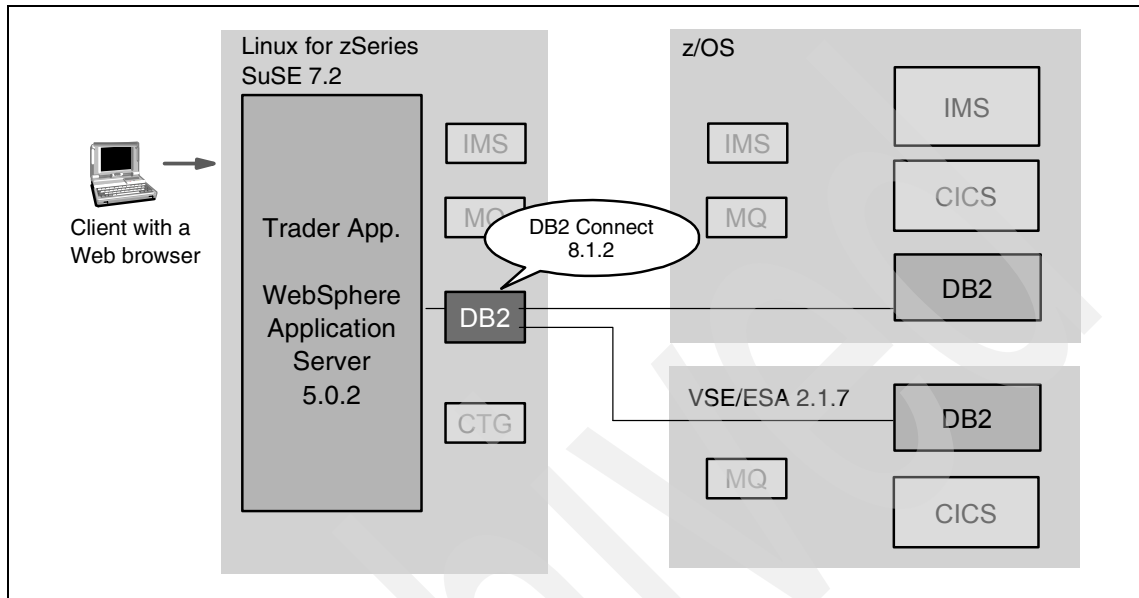 Linux for zSeries
SuSE 7.2
Client with a
Web browser
Trader App.
WebSphere
Application
Server
5.0.2
IMS
MQ
DB2 Connect
8.1.2
DB2
CTG
z/OS
IMS
MQ
IMS
CICS
DB2
VSE/ESA 2.1.7
MQ
DB2
CICS